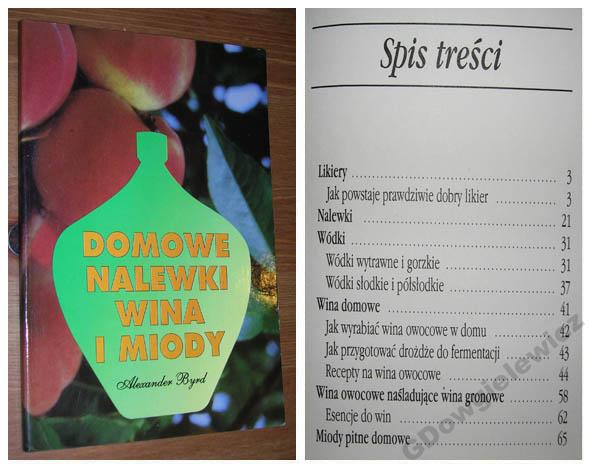 DOMOWE
NALEWKI
WINA
I MIODY
Alexander Byrd
Spis treści
Likiery 3
Jak powstaje prawdziwie dobry likier 3
Nalewki 21
Wódki 31
Wódki wytrawne i gorzkie 31
Wódki słodkie i półsłodkie 37
Wina domowe 41
Jak wyrabiać wina owocowe w domu 42
Jak przygotować drożdże do fermentacji 43
Recepty na wina owocowe 44
Wina owocowe naśladujące wina gronowe 58
Esencje do win 62
Miody pitne domowe 65
GDowgielewicz